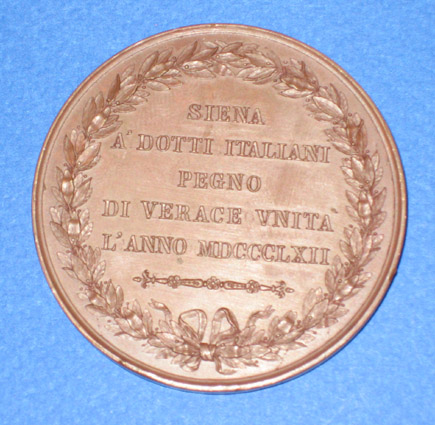 SIENA
A' DOTTI ITALIANI
PEGNO
DI VERACE VNITA
L'ANNO MDCCCLXII